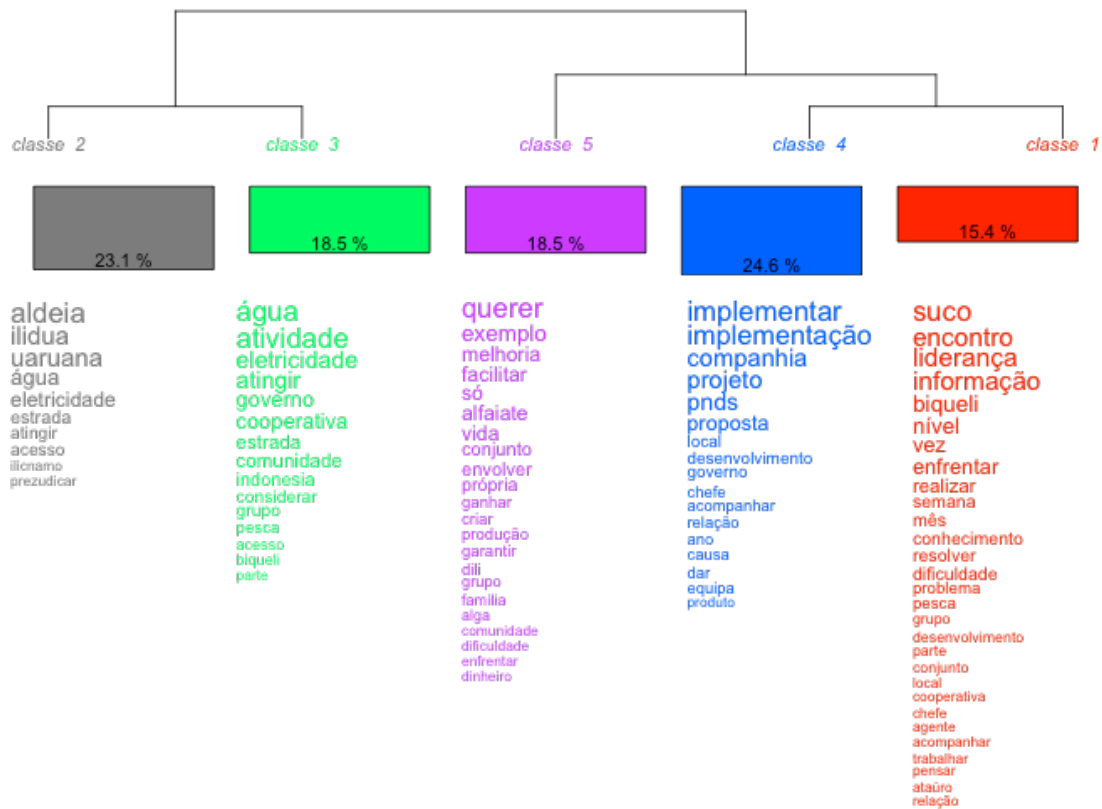 classe 2
classe 3
classe 5
classe 4
classe 1
23.1 %
18.5 %
18.5 %
24.6 %
15.4 %
aldeia
ilidua
uaruana
água
eletricidade
estrada
atingir
acesso
ilicnamo
prezudicar
água
atividade
eletricidade
atingir
governo
cooperativa
estrada
comunidade
indonesia
considerar
grupo
pesca
acesso
biqueli
parte
querer
exemplo
melhoria
facilitar
só
alfaiate
vida
conjunto
envolver
própria
ganhar
criar
produção
garantir
dili
grupo
família
alga
comunidade
dificuldade
enfrentar
dinheiro
implementar
implementação
companhia
projeto
pnds
proposta
local
desenvolvimento
governo
chefe
acompanhar
relação
ano
causa
dar
equipa
produto
suco
encontro
liderança
informação
biqueli
nível
vez
enfrentar
realizar
semana
mês
conhecimento
resolver
dificuldade
problema
pesca
grupo
desenvolvimento
parte
conjunto
local
cooperativa
chefe
agente
acompanhar
trabalhar
pensar
ataúro
relação